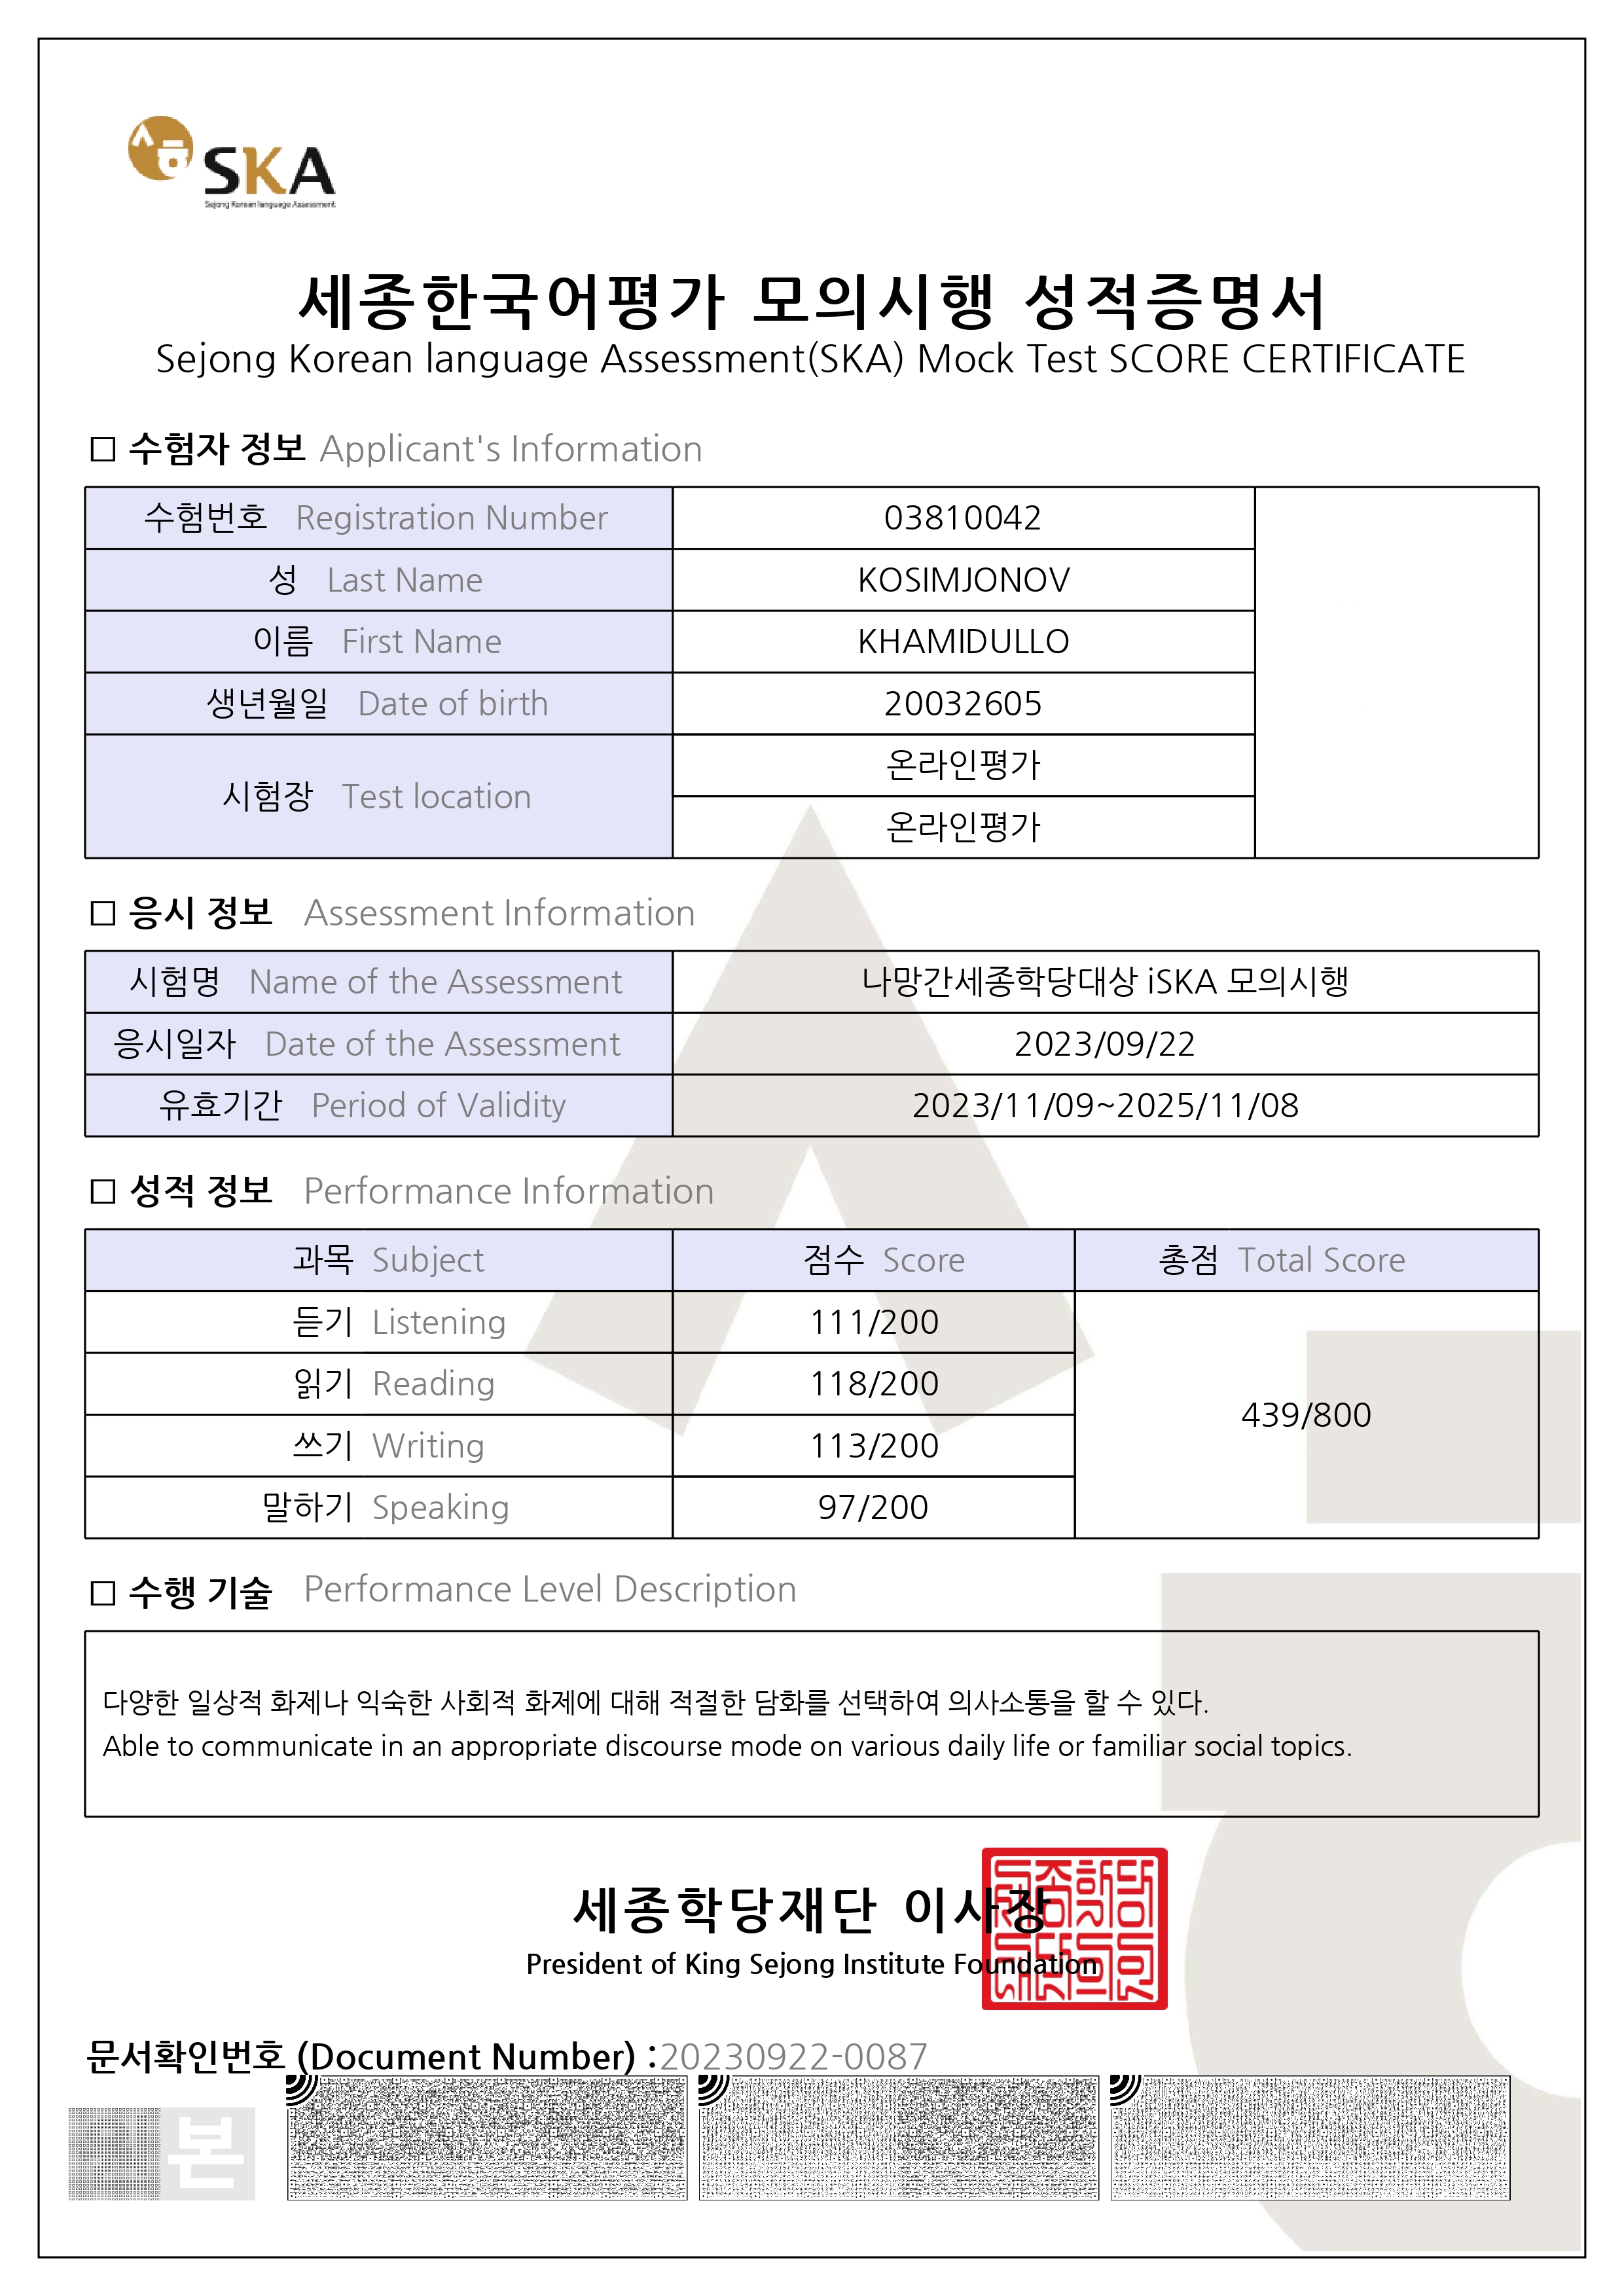 세종
SKA
Sejong Korean language Assessment
세종한국어평가 모의시행 성적증명서
Sejong Korean language Assessment(SKA) Mock Test SCORE CERTIFICATE
□ 수험자 정보 Applicant's Information
수험번호 Registration Number 03810042
성 Last Name KOSIMJONOV
이름 First Name KHAMIDULLO
생년월일 Date of birth 20032605
시험장 Test location 온라인평가
온라인평가
□ 응시 정보 Assessment Information
시험명 Name of the Assessment 나망간세종학당대상 iSKA 모의시행
응시일자 Date of the Assessment 2023/09/22
유효기간 Period of Validity 2023/11/09~2025/11/08
□ 성적 정보 Performance Information
과목 Subject 점수 Score 총점 Total Score
듣기 Listening 111/200
읽기 Reading 118/200
439/800
쓰기 Writing 113/200
말하기 Speaking 97/200
□ 수행 기술 Performance Level Description
다양한 일상적 화제나 익숙한 사회적 화제에 대해 적절한 담화를 선택하여 의사소통을 할 수 있다.
Able to communicate in an appropriate discourse mode on various daily life or familiar social topics.
세종학당재단 이사장
President of King Sejong Institute Foundation
문서확인번호 (Document Number) :20230922-0087
본